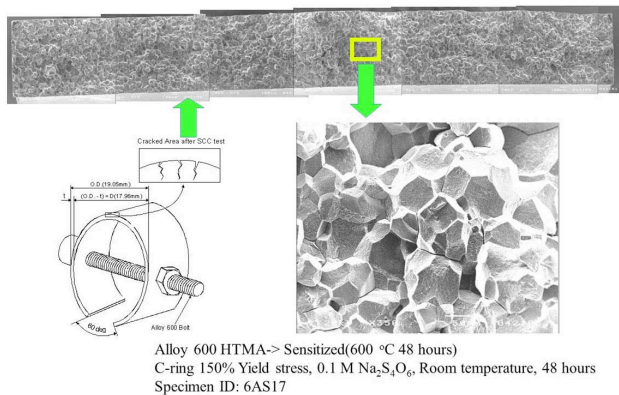 Cracked Area after SCC test
O.D.(19.05mm.)
t
(O.D. - t) = D(17.98mm.)
60 deg
Alloy 600 Bolt
Alloy 600 HTMA-> Sensitized(600 °C 48 hours)
C-ring 150% Yield stress, 0.1 M Na₂S₄O₆, Room temperature, 48 hours
Specimen ID: 6AS17